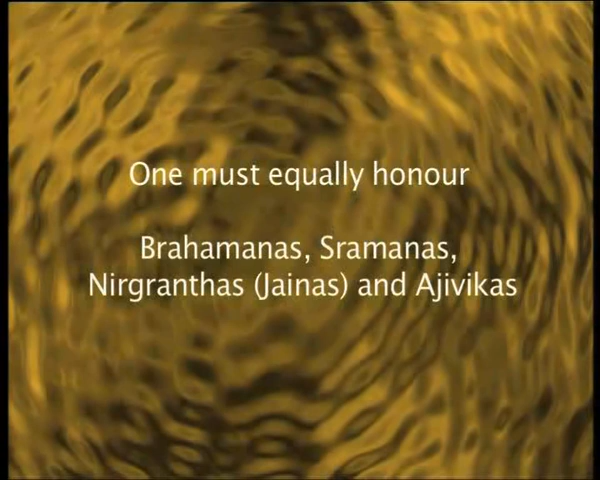 One must equally honour
Brahamanas, Sramanas,
Nirgranthas (Jainas) and Ajivikas